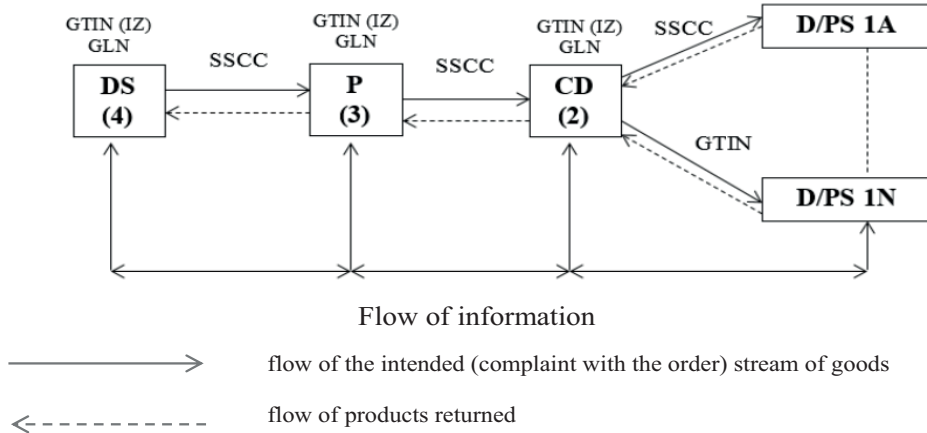 GTIN (IZ)
GLN
DS
(4)
SSCC
GTIN (IZ)
GLN
P
(3)
SSCC
GTIN (IZ)
GLN
CD
(2)
SSCC
D/PS 1A
GTIN
D/PS 1N
Flow of information
flow of the intended (complaint with the order) stream of goods
flow of products returned